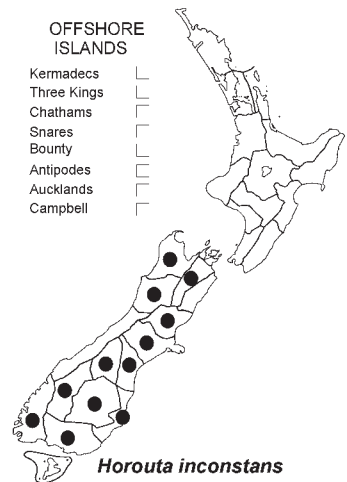 OFFSHORE
ISLANDS
Kermadecs
Three Kings
Chathams
Snares
Bounty
Antipodes
Aucklands
Campbell
Horouta inconstans